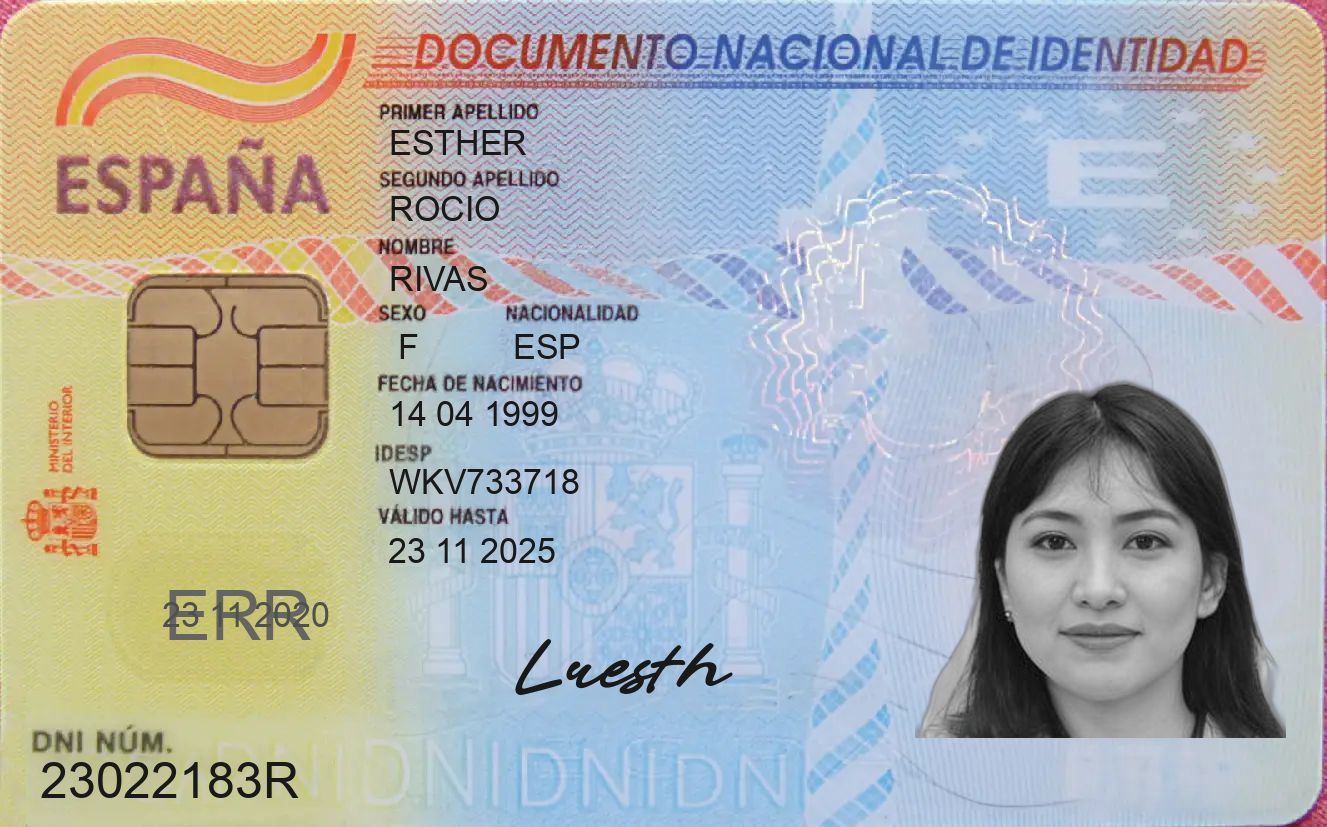 DOCUMENTO NACIONAL DE IDENTIDAD
ESPAÑA
PRIMER APELLIDO
ESTHER
SEGUNDO APELLIDO
ROCIO
NOMBRE
RIVAS
SEXO NACIONALIDAD
F ESP
FECHA DE NACIMIENTO
14 04 1999
IDESP
WKV733718
VÁLIDO HASTA
23 11 2025
MINISTERIO
DEL INTERIOR
E
23 11 2020
ERR
Luesth
DNI NÚM.
23022183R
DNIDNIDNIDNI